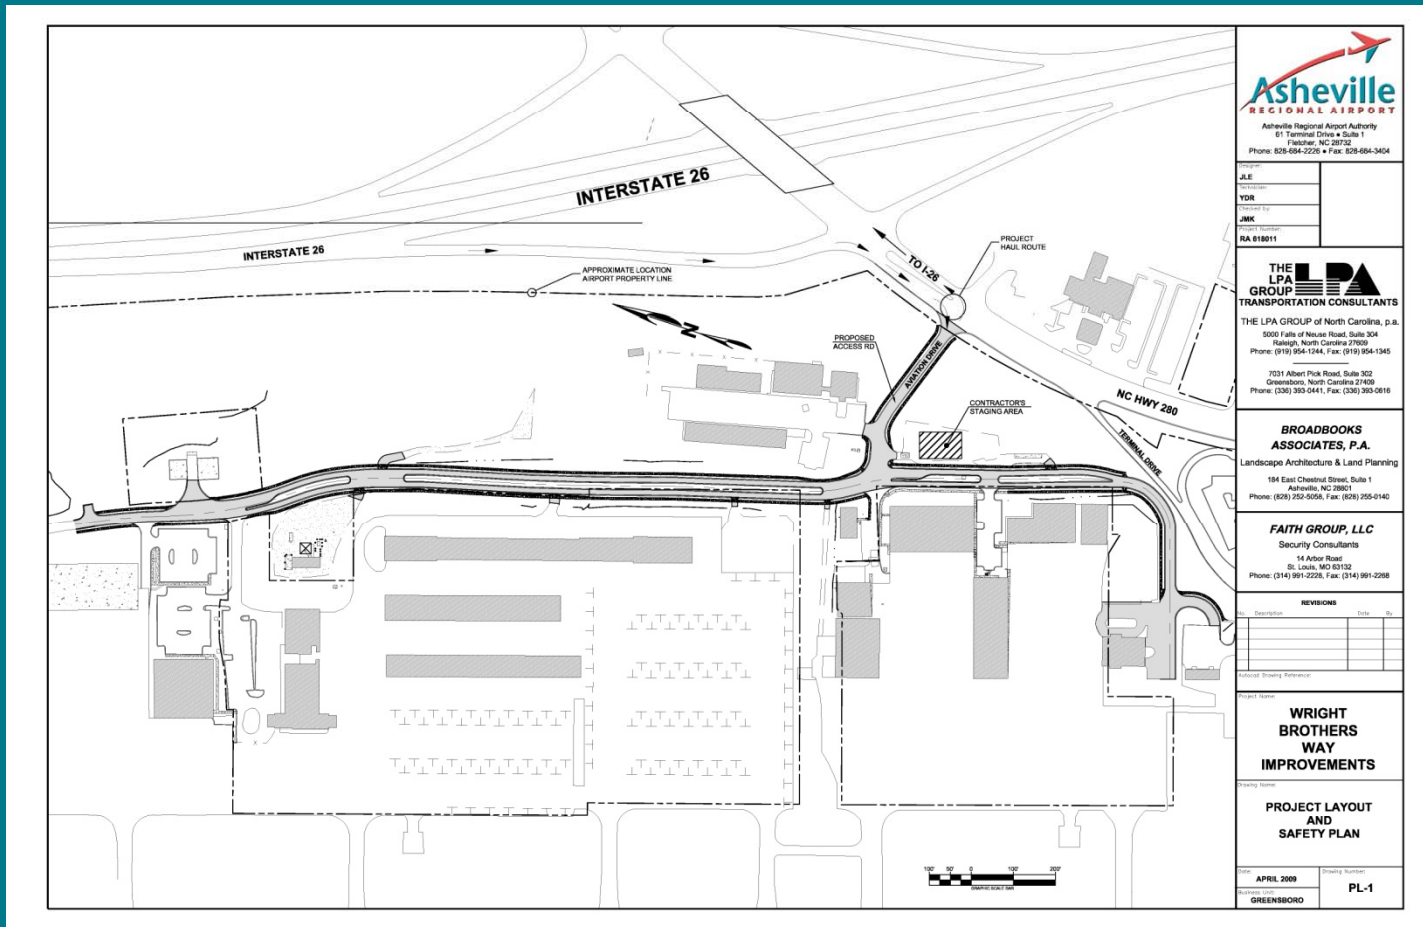 INTERSTATE 26
INTERSTATE 26
APPROXIMATE LOCATION
AIRPORT PROPERTY LINE
TO I-26
PROJECT
HAUL ROUTE
N
PROPOSED
ACCESS RD
AVIATION DRIVE
CONTRACTOR'S
STAGING AREA
NC HWY 280
TERMINAL DRIVE
100' 50' 0 100' 200'
GRAPHIC SCALE BAR
Asheville
REGIONAL AIRPORT
Asheville Regional Airport Authority
61 Terminal Drive • Suite 1
Fletcher, NC 28732
Phone: 828-684-2226 • Fax: 828-684-3404
Designer:
JLE
Technician:
YDR
Checked by:
JMK
Project Number:
RA 618011
THE
LPA
GROUP
LPA
TRANSPORTATION CONSULTANTS
THE LPA GROUP of North Carolina, p.a.
5000 Falls of Neuse Road, Suite 304
Raleigh, North Carolina 27609
Phone: (919) 954-1244, Fax: (919) 954-1345
7031 Albert Pick Road, Suite 302
Greensboro, North Carolina 27409
Phone: (336) 393-0441, Fax: (336) 393-0616
BROADBOOKS
ASSOCIATES, P.A.
Landscape Architecture & Land Planning
184 East Chestnut Street, Suite 1
Asheville, NC 28801
Phone: (828) 252-5058, Fax: (828) 255-0140
FAITH GROUP, LLC
Security Consultants
14 Arbor Road
St. Louis, MO 63132
Phone: (314) 991-2228, Fax: (314) 991-2268
REVISIONS
No. Description Date By
Autocad Drawing Reference:
Project Name:
WRIGHT
BROTHERS
WAY
IMPROVEMENTS
Drawing Name:
PROJECT LAYOUT
AND
SAFETY PLAN
Date:
APRIL 2009
Business Unit:
GREENSBORO
Drawing Number:
PL-1